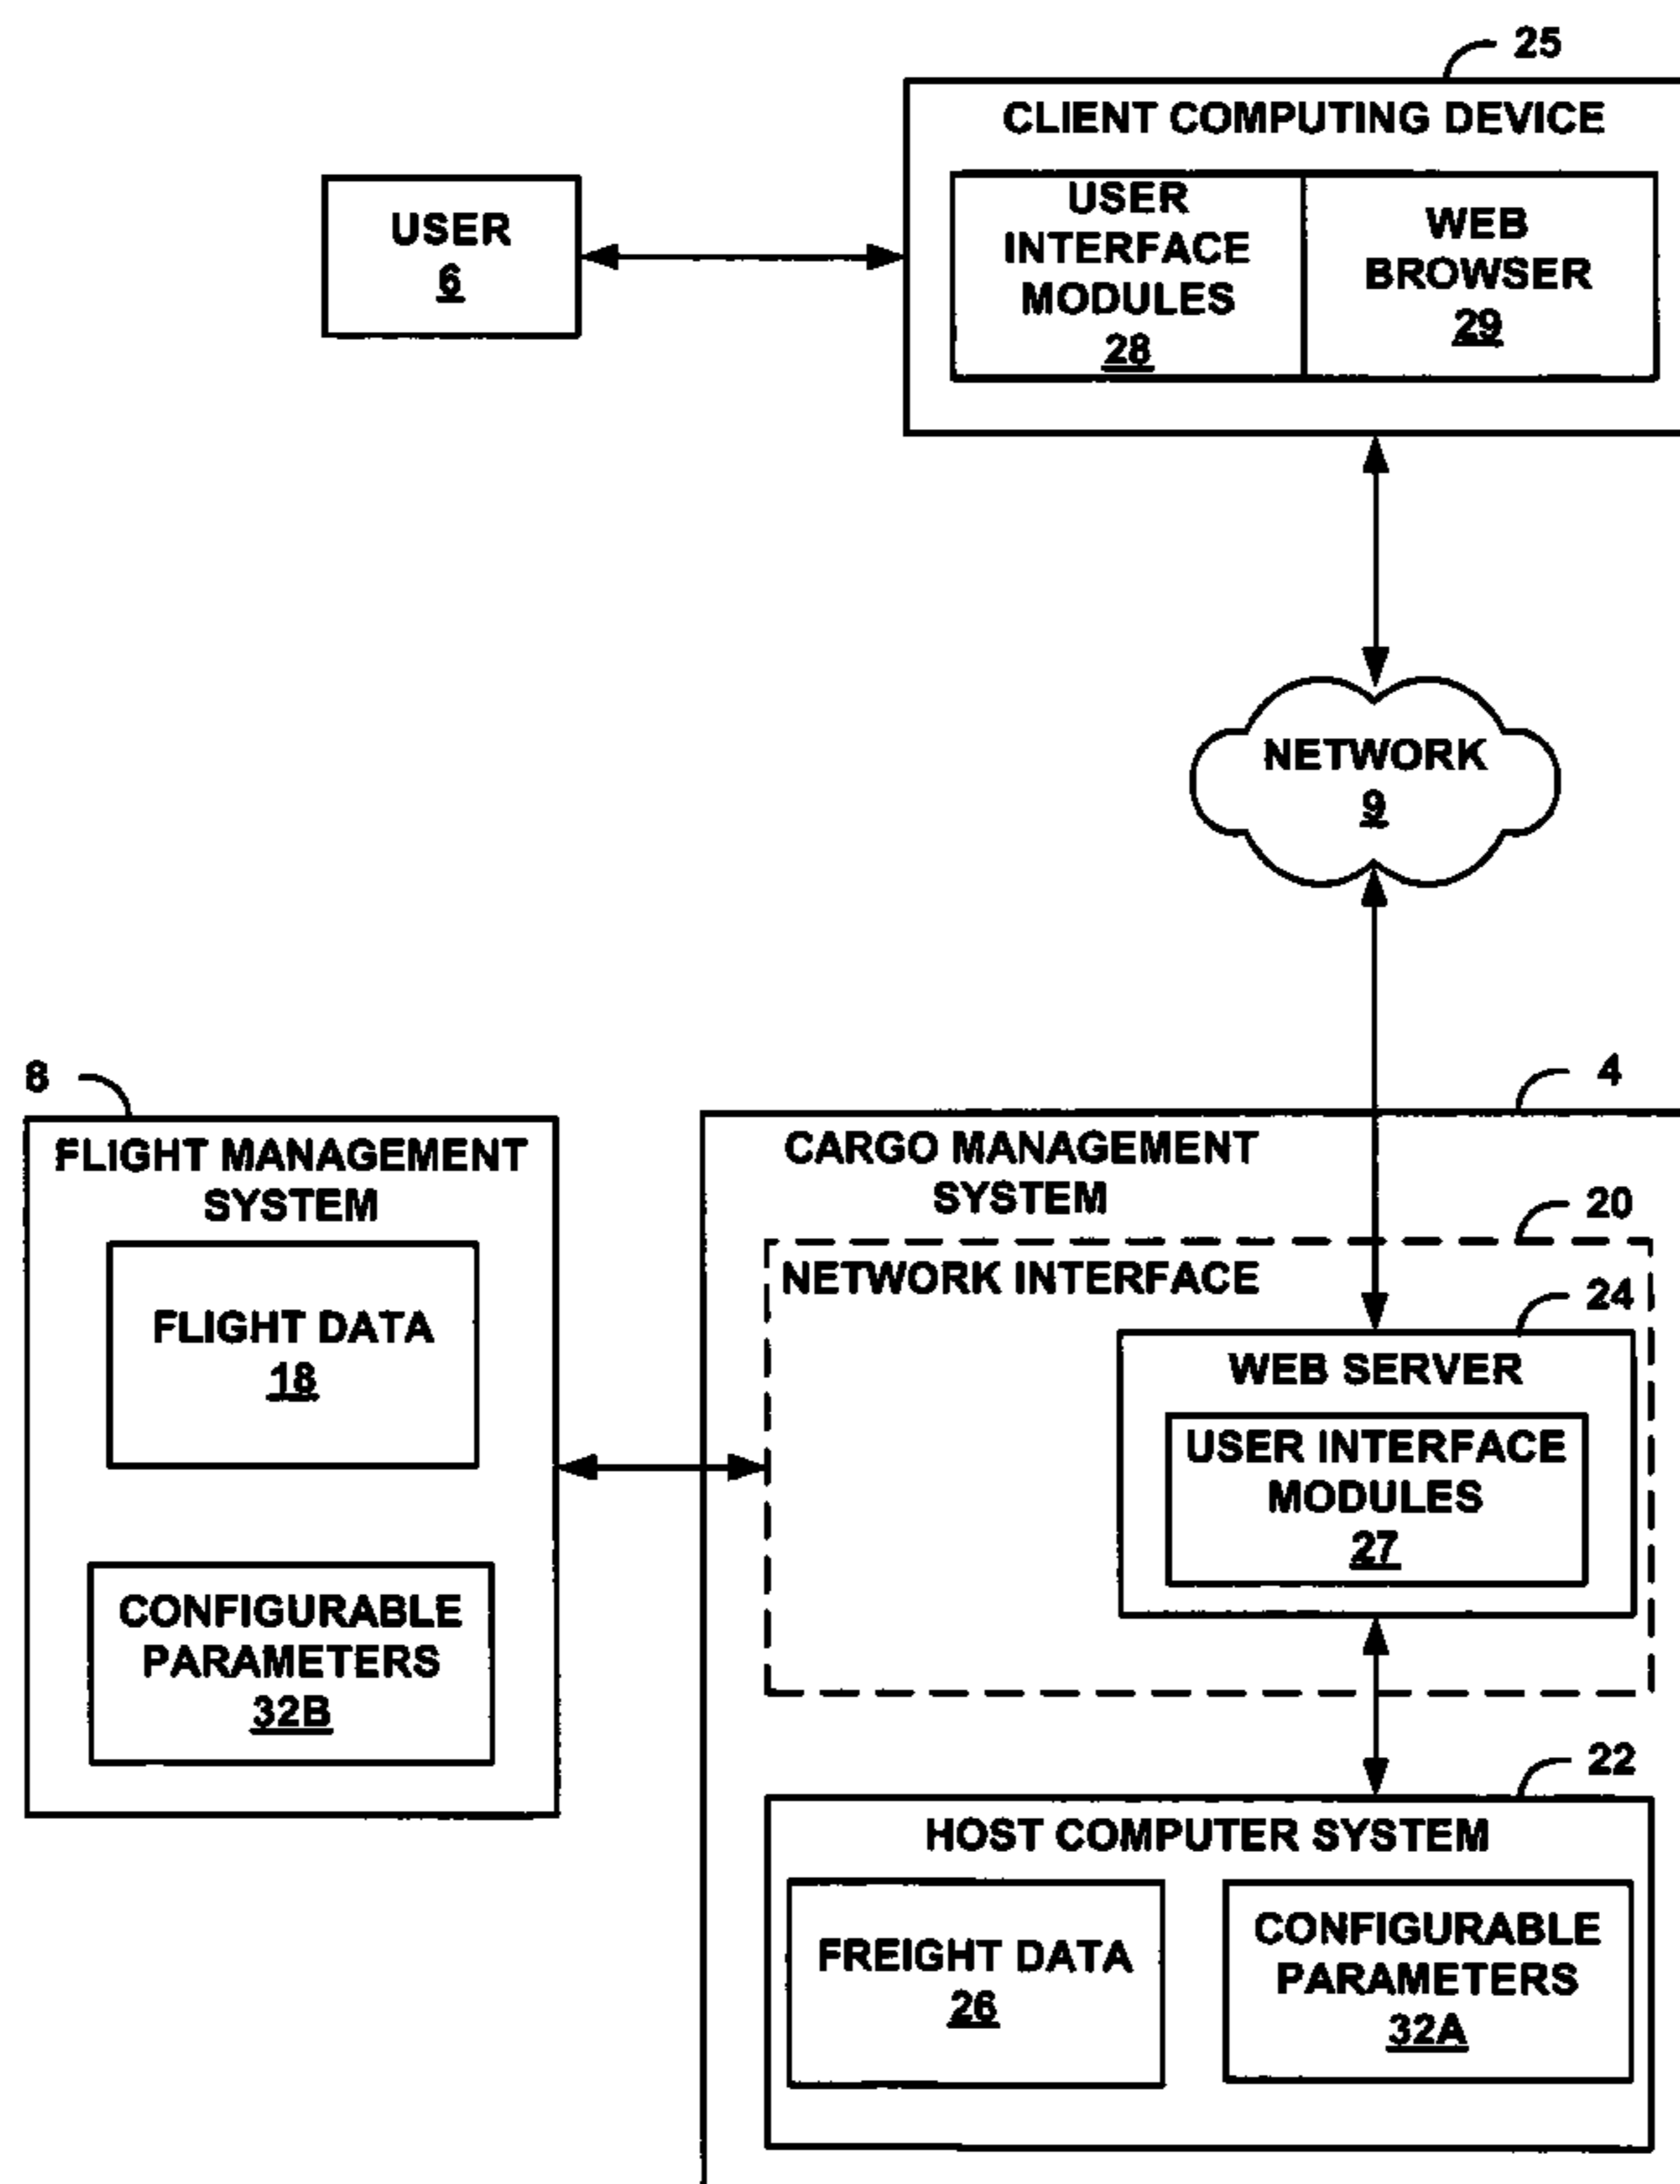 25
CLIENT COMPUTING DEVICE
USER
6
USER
INTERFACE
MODULES
28
WEB
BROWSER
29
NETWORK
9
8
FLIGHT MANAGEMENT
SYSTEM
FLIGHT DATA
18
CONFIGURABLE
PARAMETERS
32B
4
CARGO MANAGEMENT
SYSTEM
20
NETWORK INTERFACE
24
WEB SERVER
USER INTERFACE
MODULES
27
22
HOST COMPUTER SYSTEM
FREIGHT DATA
26
CONFIGURABLE
PARAMETERS
32A